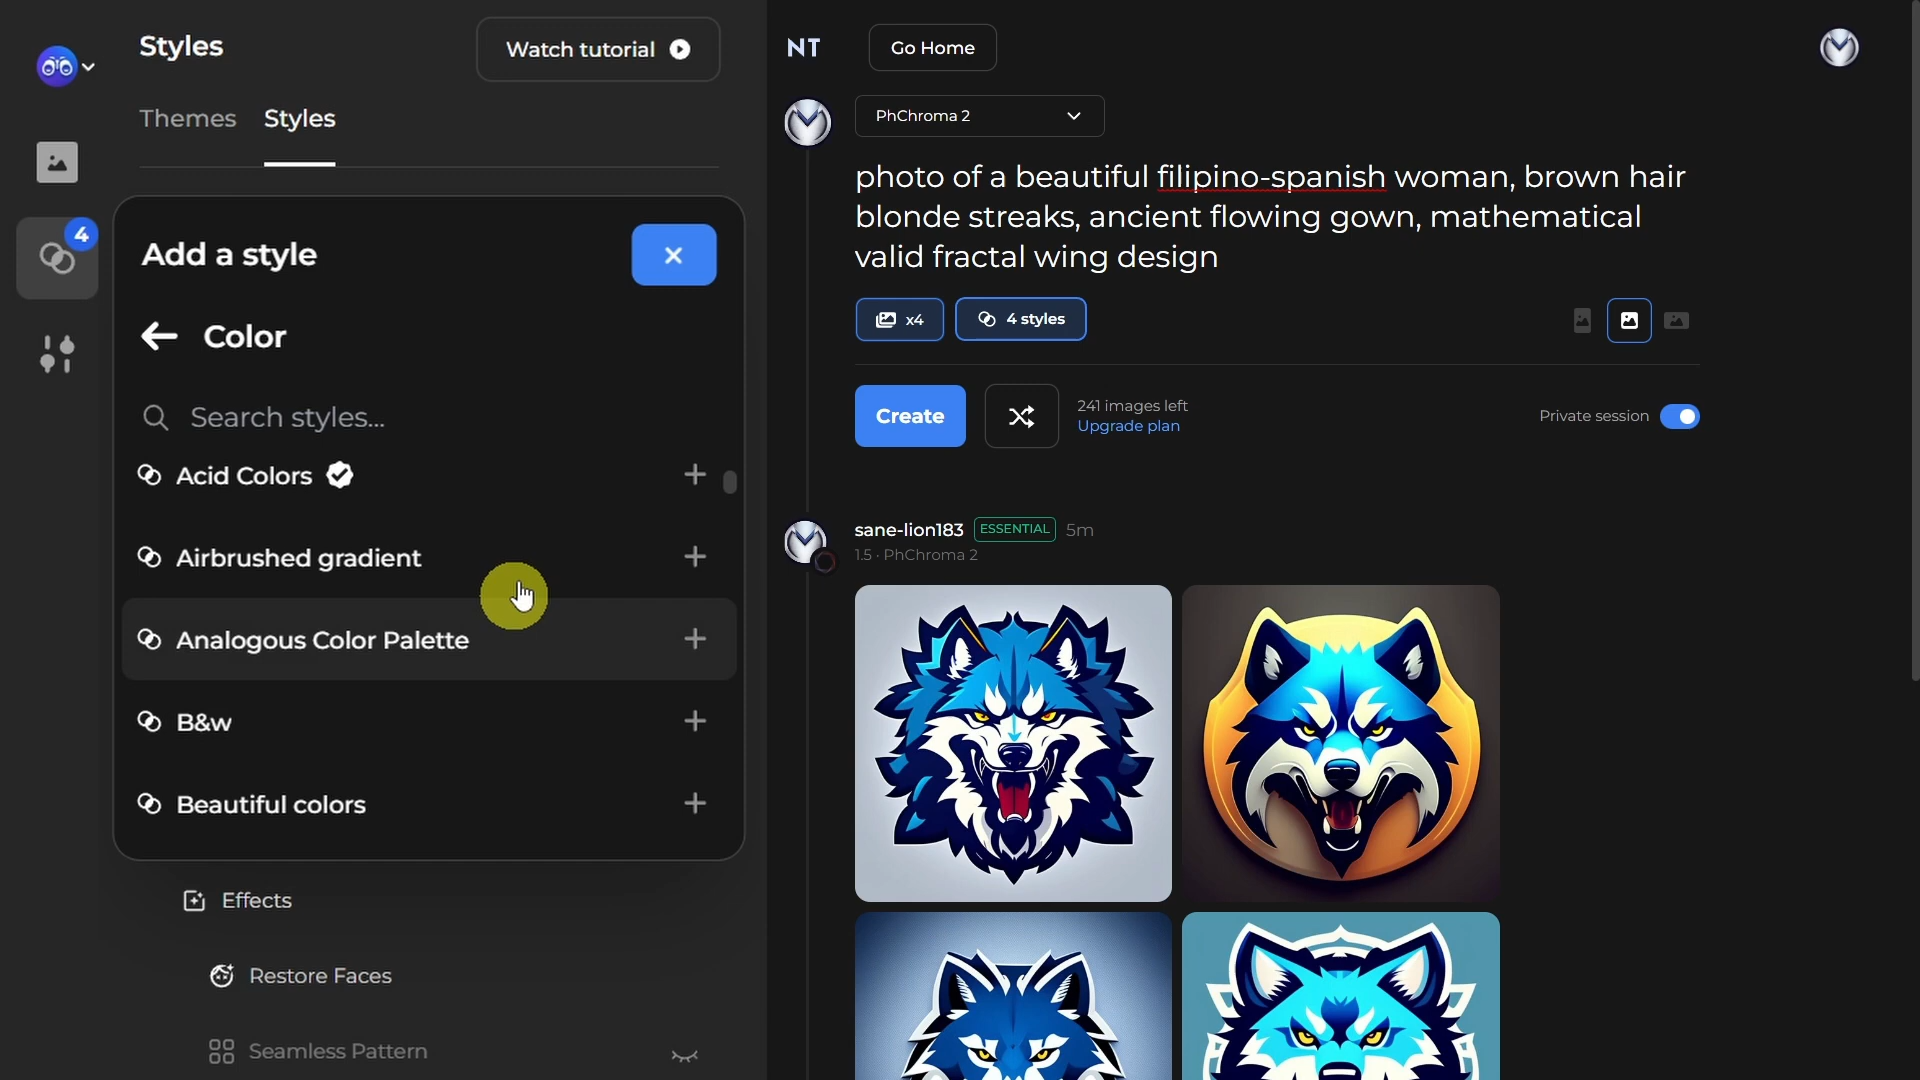 Styles
Watch tutorial
Themes
Styles
4
Add a style
Color
Search styles...
Acid Colors
Airbrushed gradient
Analogous Color Palette
B&w
Beautiful colors
Effects
Restore Faces
Seamless Pattern
NT
Go Home
PhChroma 2
photo of a beautiful filipino-spanish woman, brown hair
blonde streaks, ancient flowing gown, mathematical
valid fractal wing design
x4
4 styles
Create
241 images left
Upgrade plan
Private session
sane-lion183 ESSENTIAL 5m
1.5 · PhChroma 2